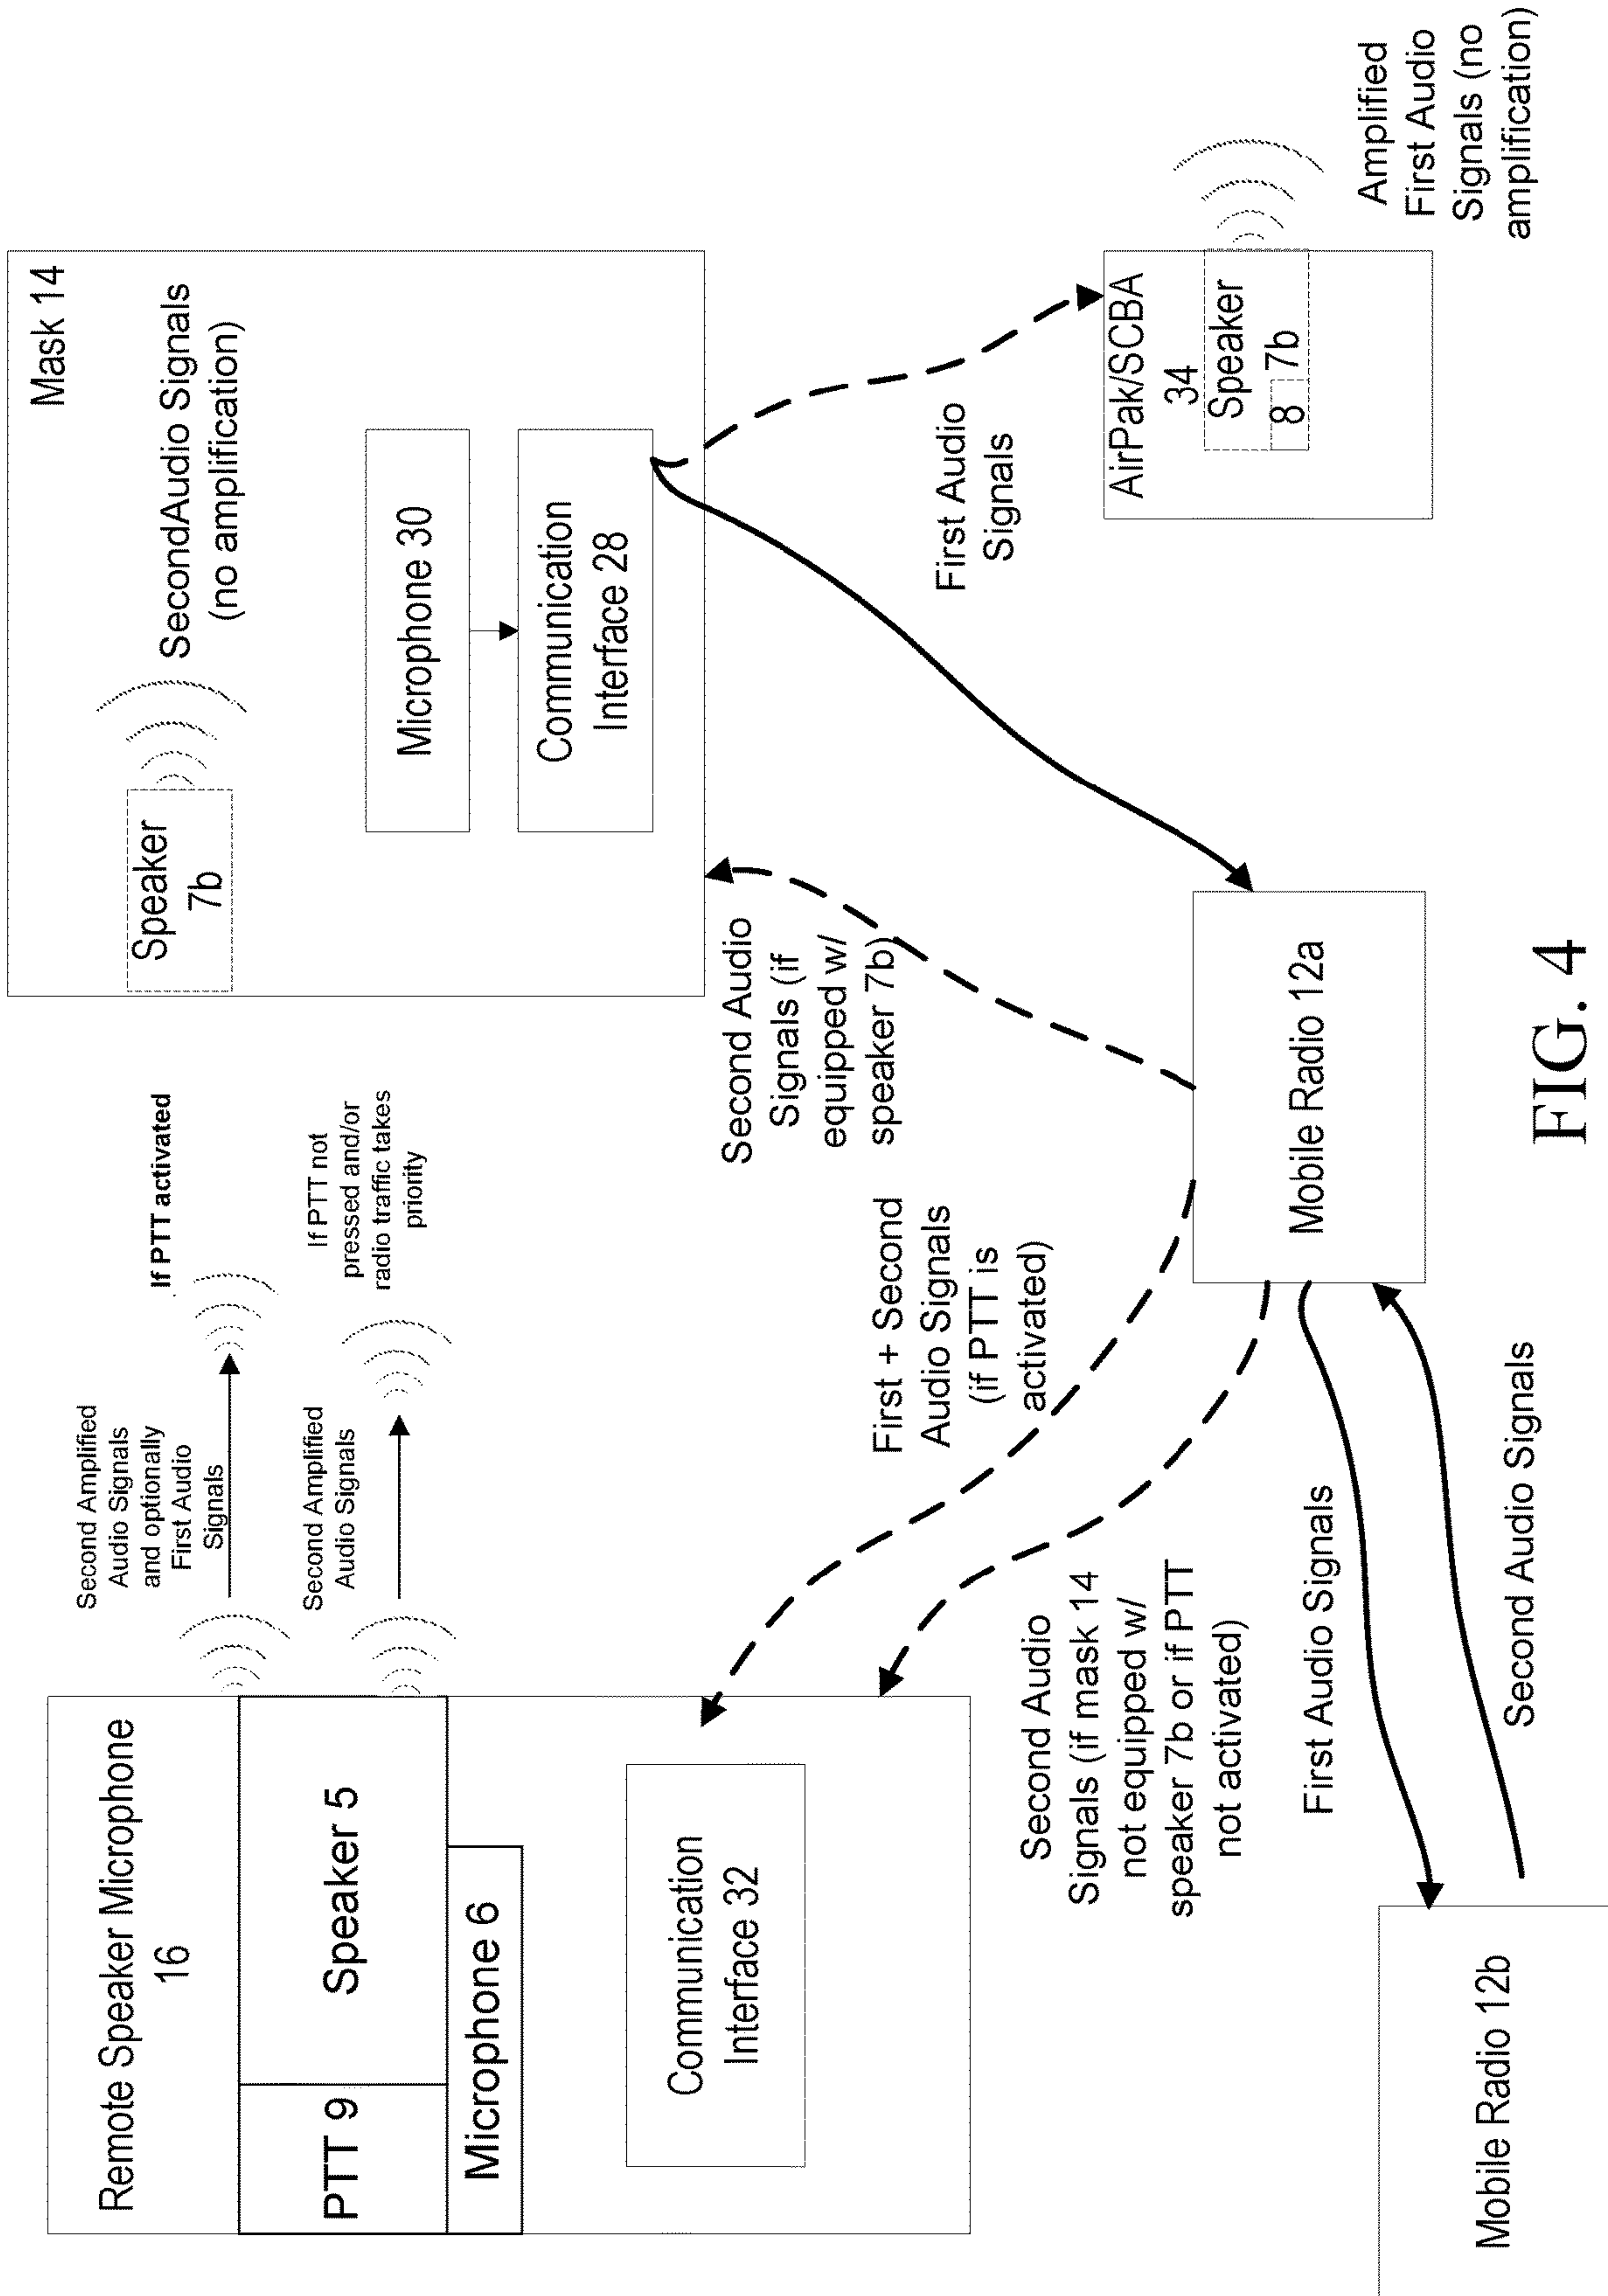 Remote Speaker Microphone
16
PTT 9
Speaker 5
Microphone 6
Communication
Interface 32
Second Amplified
Audio Signals
and optionally
First Audio
Signals
If PTT activated
Second Amplified
Audio Signals
If PTT not
pressed and/or
radio traffic takes
priority
Mask 14
Speaker
7b
SecondAudio Signals
(no amplification)
Microphone 30
Communication
Interface 28
Second Audio
Signals (if
equipped w/
speaker 7b)
First + Second
Audio Signals
(if PTT is
activated)
Second Audio
Signals (if mask 14
not equipped w/
speaker 7b or if PTT
not activated)
First Audio
Signals
AirPak/SCBA
34
Speaker
8
7b
Amplified
First Audio
Signals (no
amplification)
Mobile Radio 12a
First Audio Signals
Second Audio Signals
Mobile Radio 12b
FIG. 4